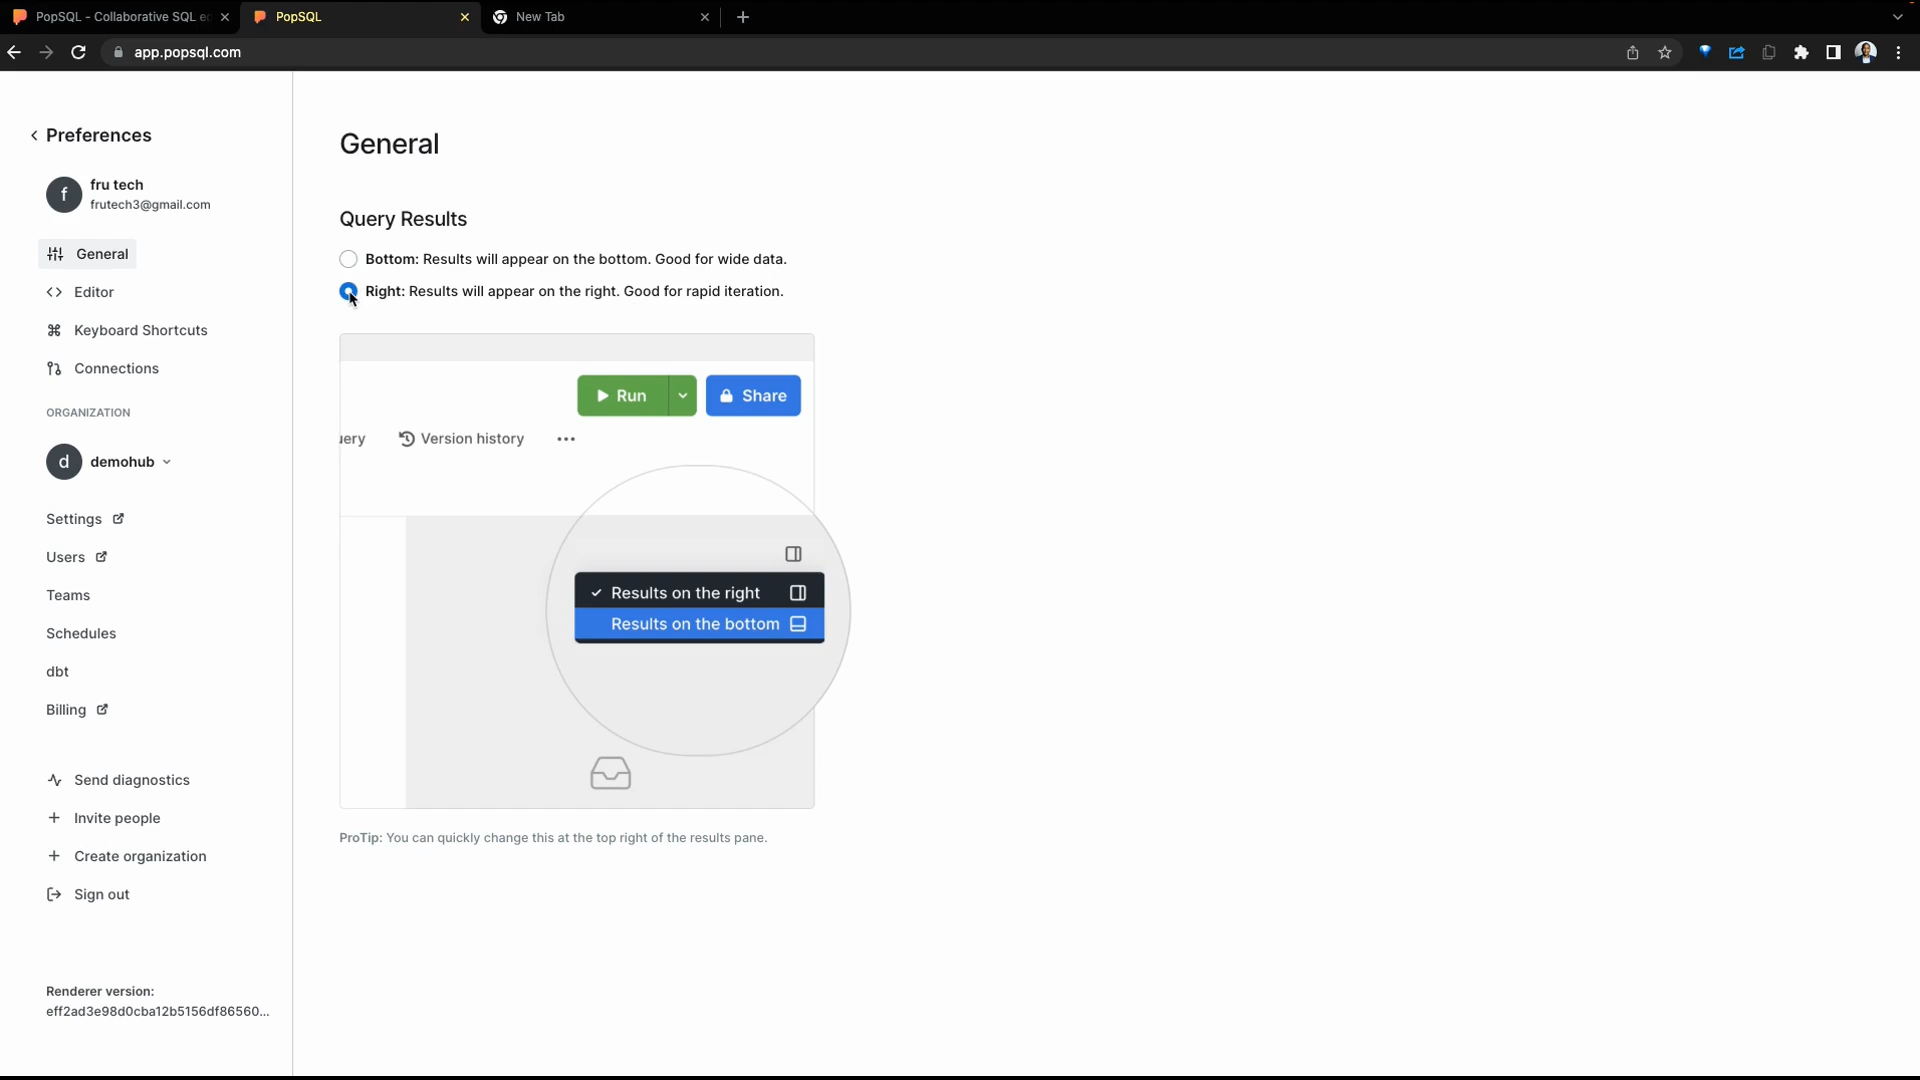 PopSQL - Collaborative SQL e
PopSQL
New Tab
app.popsql.com
Preferences
f
fru tech
frutech3@gmail.com
General
Editor
Keyboard Shortcuts
Connections
ORGANIZATION
d
demohub
Settings
Users
Teams
Schedules
dbt
Billing
Send diagnostics
Invite people
Create organization
Sign out
Renderer version:
eff2ad3e98d0cba12b5156df86560...
General
Query Results
Bottom: Results will appear on the bottom. Good for wide data.
Right: Results will appear on the right. Good for rapid iteration.
Run
Share
uery
Version history
Results on the right
Results on the bottom
ProTip: You can quickly change this at the top right of the results pane.